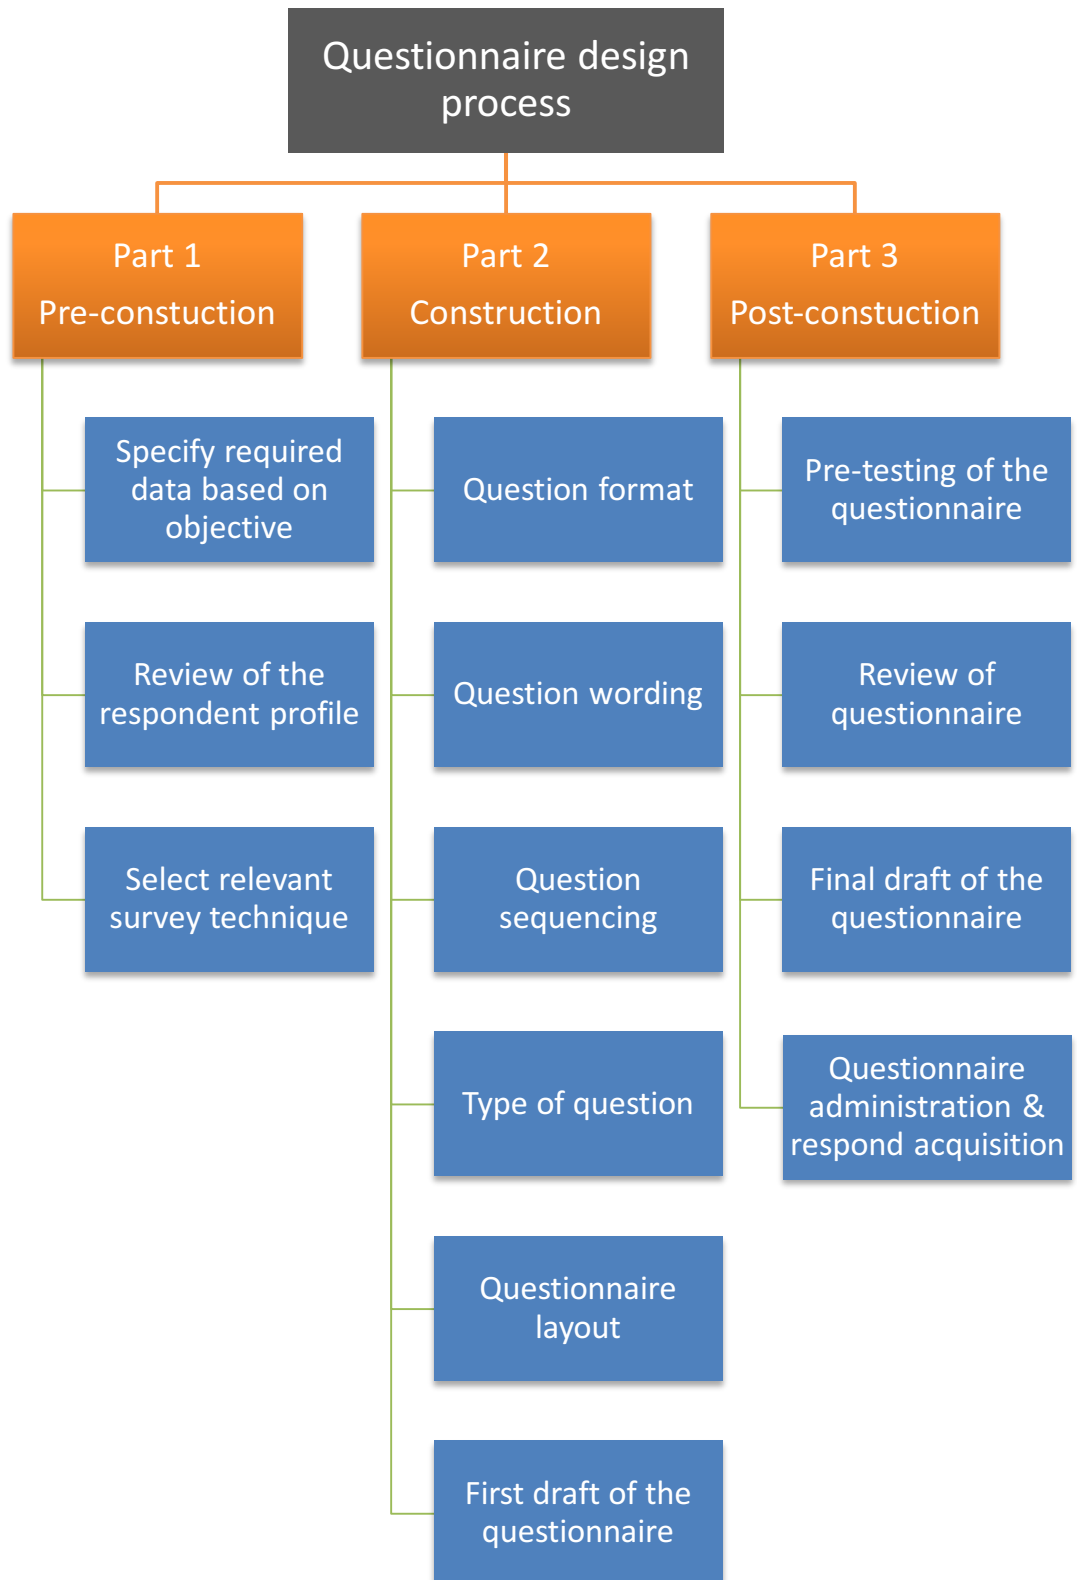 Questionnaire design
process
Part 1
Pre-constuction
Specify required
data based on
objective
Review of the
respondent profile
Select relevant
survey technique
Part 2
Construction
Question format
Question wording
Question
sequencing
Type of question
Questionnaire
layout
First draft of the
questionnaire
Part 3
Post-constuction
Pre-testing of the
questionnaire
Review of
questionnaire
Final draft of the
questionnaire
Questionnaire
administration &
respond acquisition